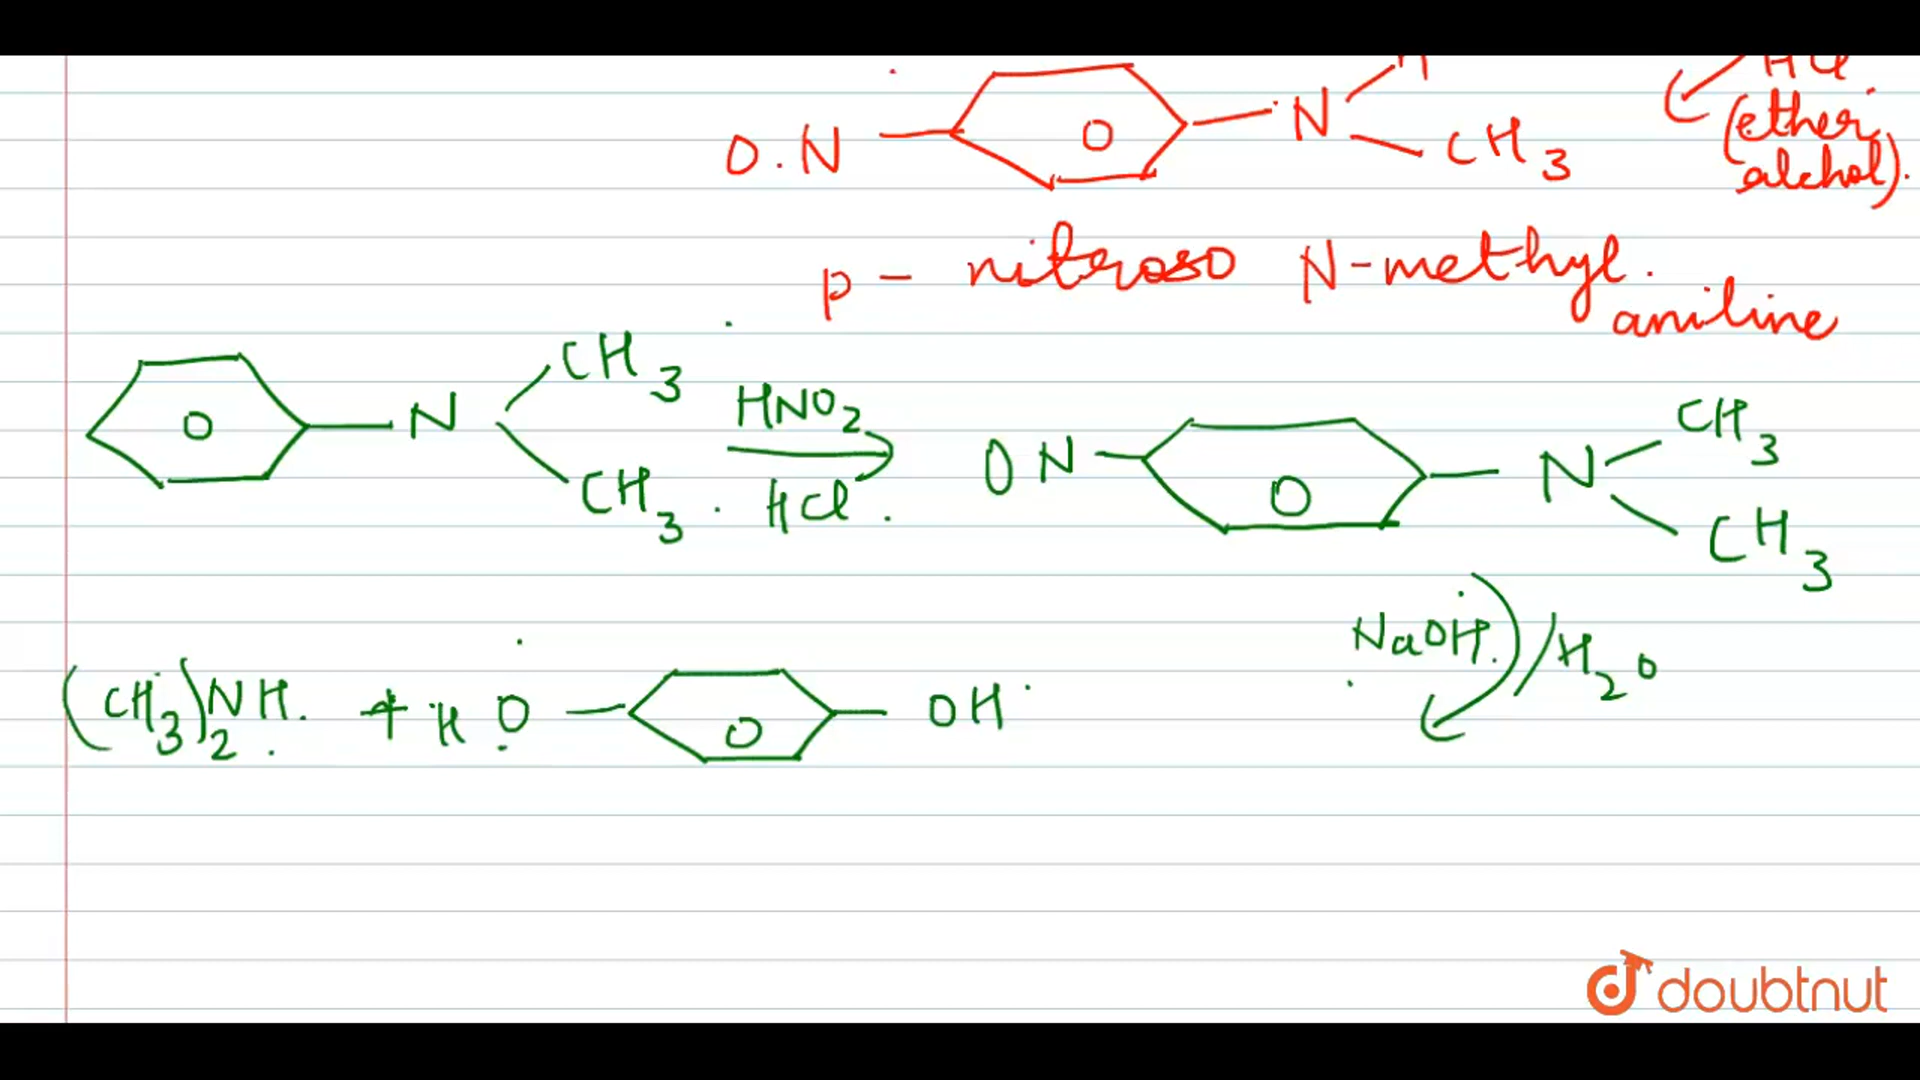 HCl
O.N N H CH3 (ether, alchol).
p - nitroso N-methyl. aniline
N CH3 CH3 . HNO2 HCl . ON N CH3 CH3
NaOH. / H2O
(CH3)2NH. + HO OH
doubtnut